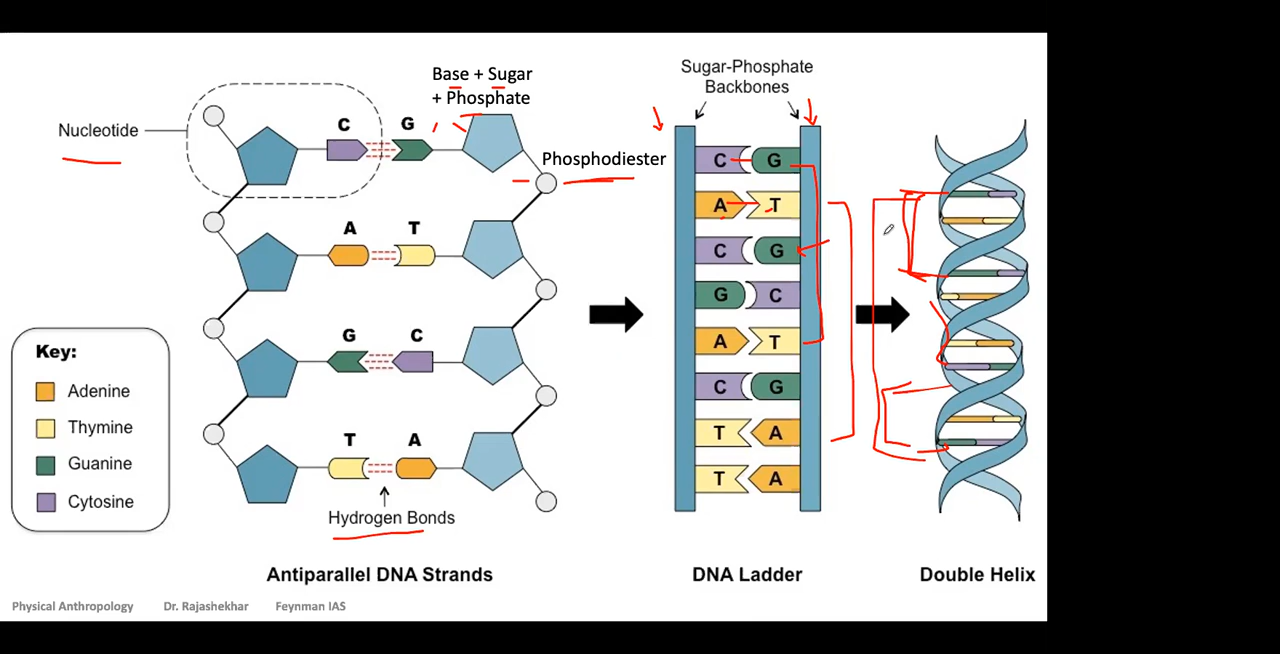 Base + Sugar
+ Phosphate
Nucleotide
C G
Phosphodiester
A T
G C
T A
Hydrogen Bonds
Key:
Adenine
Thymine
Guanine
Cytosine
Antiparallel DNA Strands
Sugar-Phosphate
Backbones
C G
A T
C G
G C
A T
C G
T A
T A
DNA Ladder
Double Helix
Physical Anthropology Dr. Rajashekhar Feynman IAS